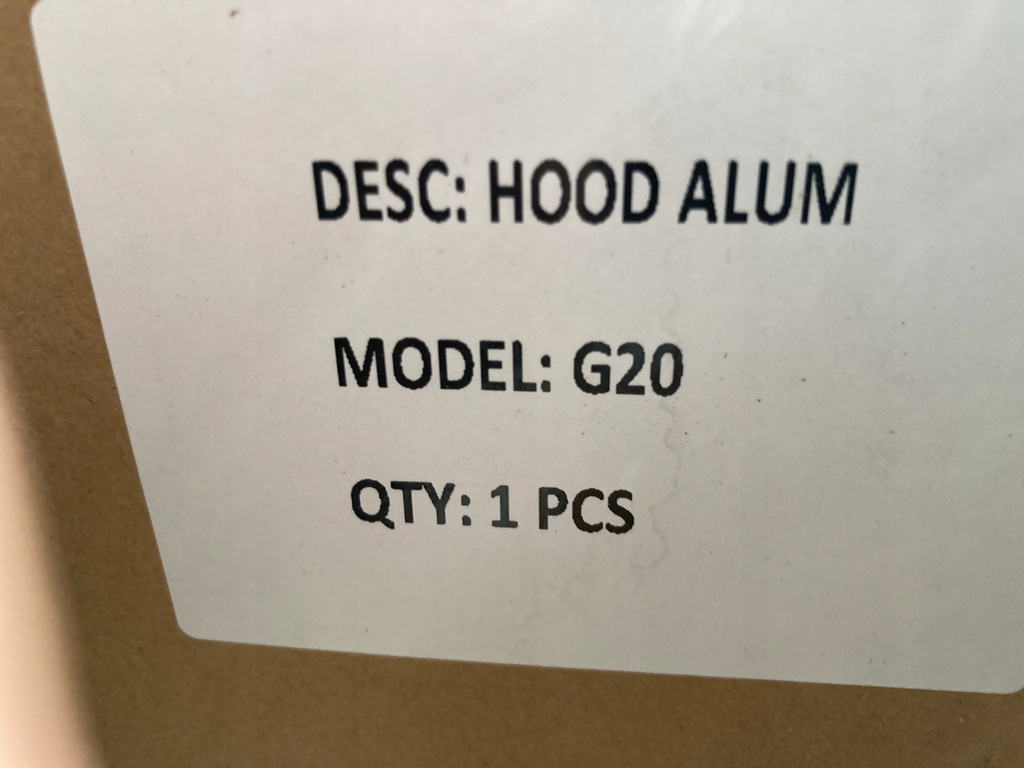 DESC: HOOD ALUM
MODEL: G20
QTY: 1 PCS